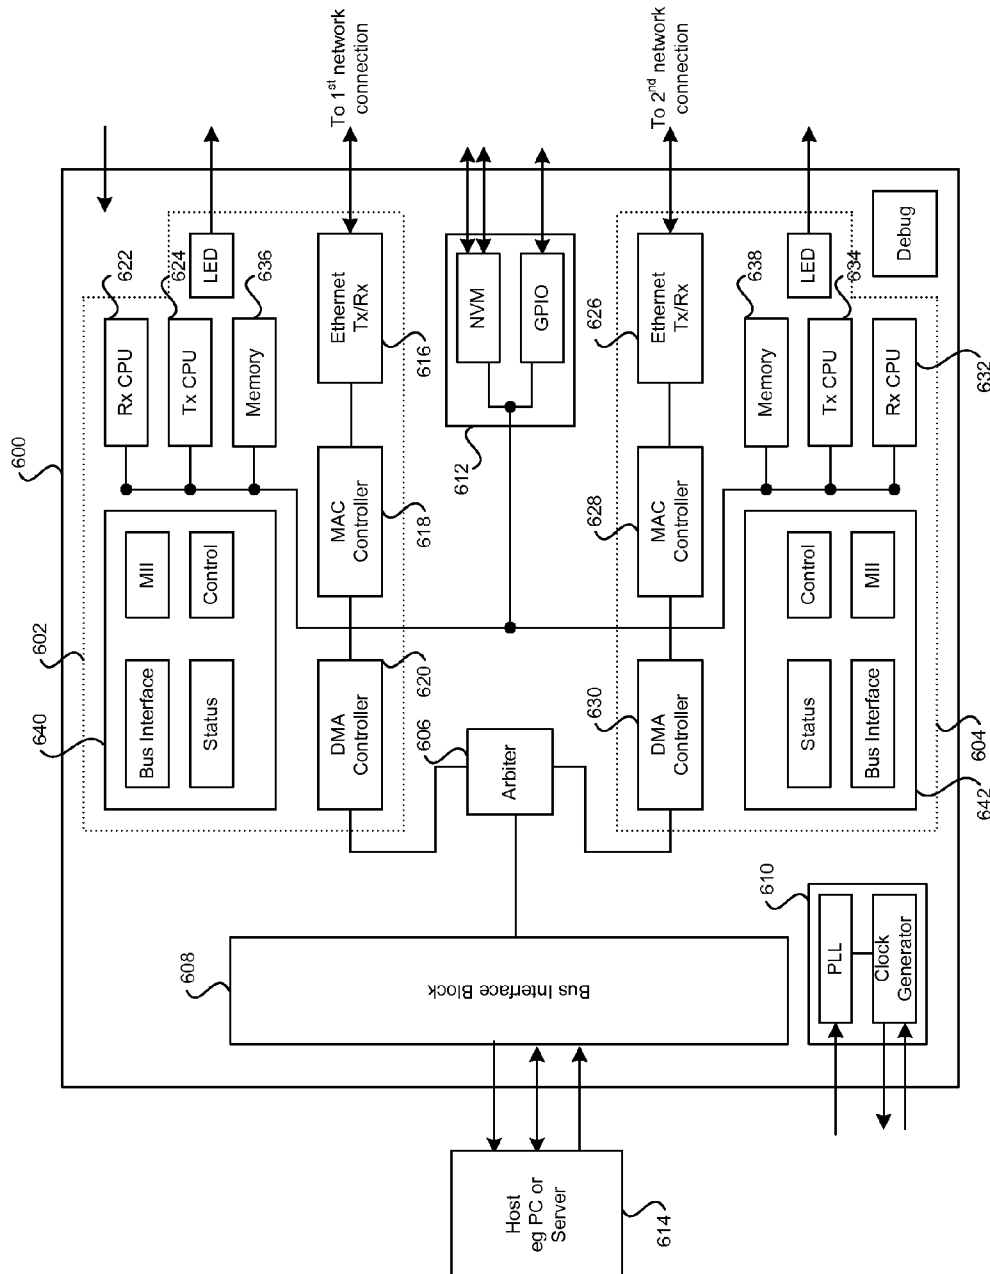 600
602
640
Bus Interface
MII
Status
Control
Rx CPU
622
Tx CPU
624
Memory
636
LED
DMA
Controller
620
MAC
Controller
618
Ethernet
Tx/Rx
616
To 1st network
connection
606
Arbiter
612
NVM
GPIO
608
Bus Interface Block
Host
eg PC or
Server
614
630
DMA
Controller
628
MAC
Controller
626
Ethernet
Tx/Rx
To 2nd network
connection
Status
Control
Bus Interface
MII
642
604
638
Memory
634
Tx CPU
Rx CPU
632
LED
Debug
610
PLL
Clock
Generator